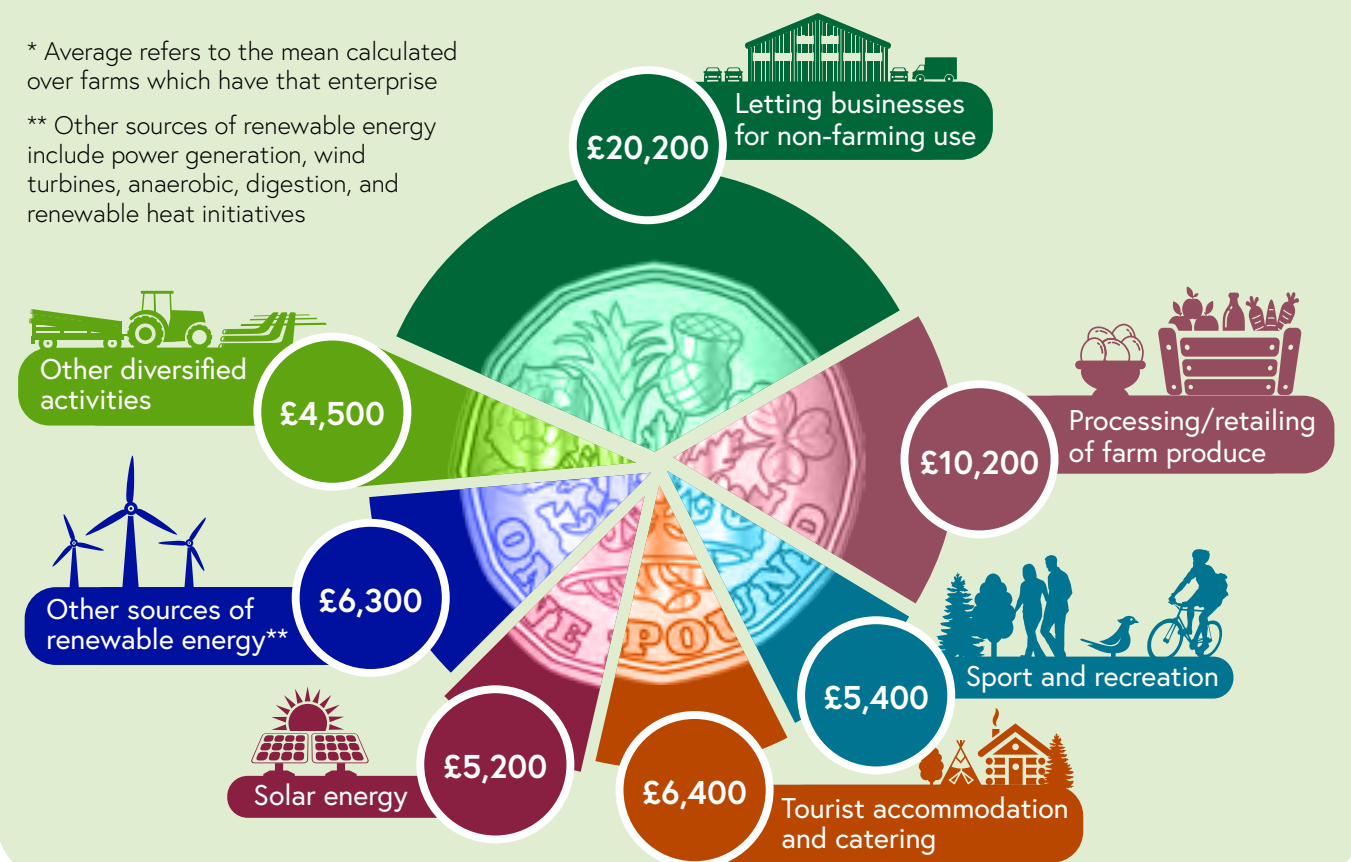 * Average refers to the mean calculated
over farms which have that enterprise
** Other sources of renewable energy
include power generation, wind
turbines, anaerobic, digestion, and
renewable heat initiatives
£20,200
Letting businesses
for non-farming use
£10,200
Processing/retailing
of farm produce
£5,400
Sport and recreation
£6,400
Tourist accommodation
and catering
£5,200
Solar energy
£6,300
Other sources of
renewable energy**
£4,500
Other diversified
activities
ONE POUND